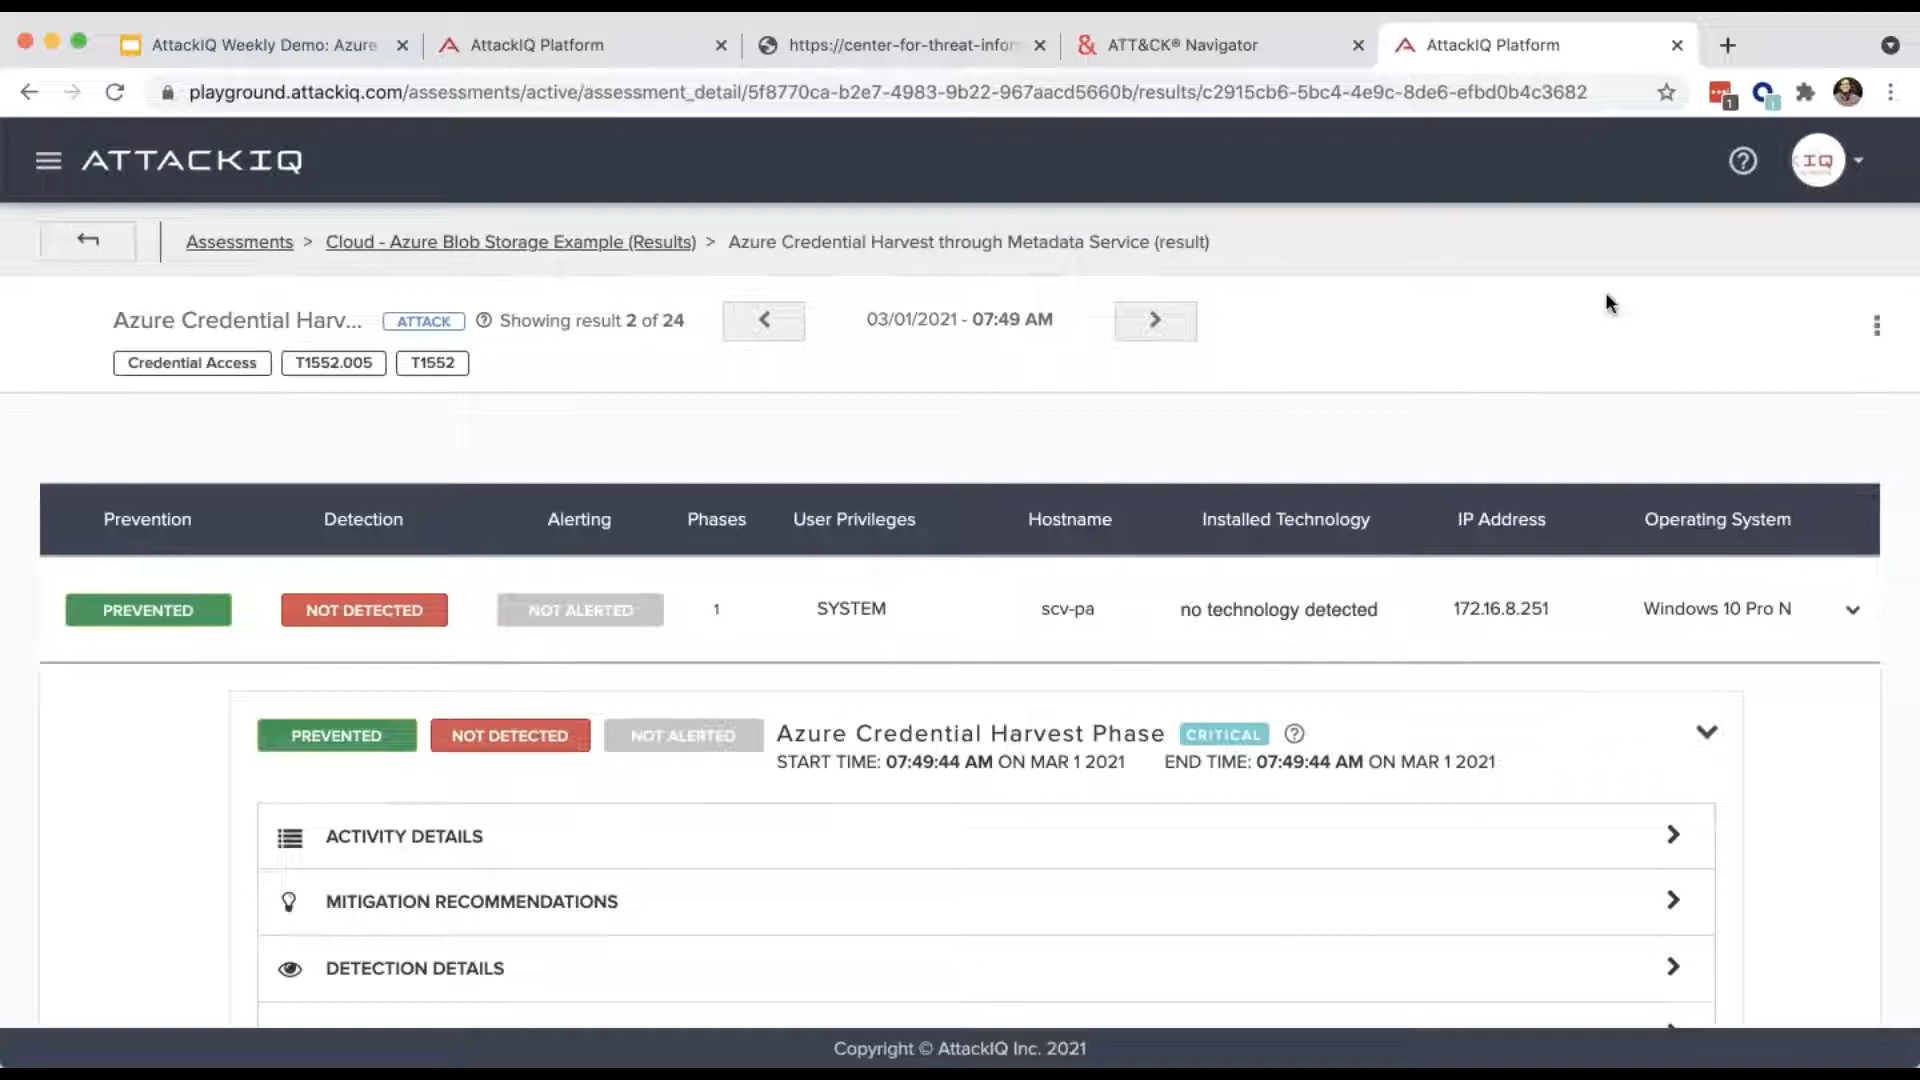 AttackIQ Weekly Demo: Azure
AttackIQ Platform
https://center-for-threat-infor
ATT&CK® Navigator
AttackIQ Platform
playground.attackiq.com/assessments/active/assessment_detail/5f8770ca-b2e7-4983-9b22-967aacd5660b/results/c2915cb6-5bc4-4e9c-8de6-efbd0b4c3682
1
ATTACKIQ
IQ
Assessments > Cloud - Azure Blob Storage Example (Results) > Azure Credential Harvest through Metadata Service (result)
Azure Credential Harv... ATTACK Showing result 2 of 24 03/01/2021 - 07:49 AM
Credential Access T1552.005 T1552
Prevention Detection Alerting Phases User Privileges Hostname Installed Technology IP Address Operating System
PREVENTED NOT DETECTED NOT ALERTED 1 SYSTEM scv-pa no technology detected 172.16.8.251 Windows 10 Pro N
PREVENTED NOT DETECTED NOT ALERTED Azure Credential Harvest Phase CRITICAL
START TIME: 07:49:44 AM ON MAR 1 2021 END TIME: 07:49:44 AM ON MAR 1 2021
ACTIVITY DETAILS
MITIGATION RECOMMENDATIONS
DETECTION DETAILS
Copyright © AttackIQ Inc. 2021